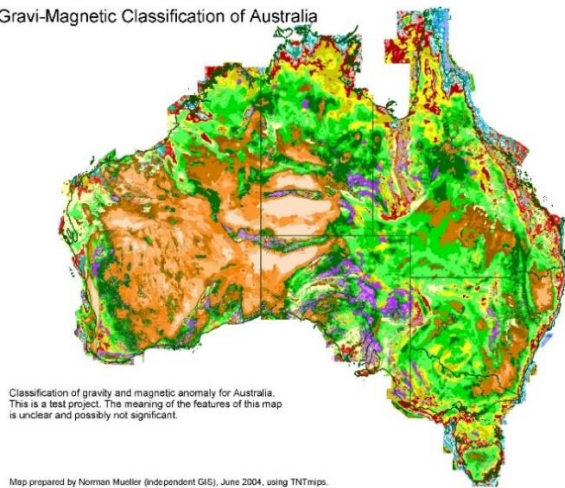 Gravi-Magnetic Classification of Australia
Classification of gravity and magnetic anomaly for Australia.
This is a test project. The meaning of the features of this map
is unclear and possibly not significant.
Map prepared by Norman Mueller (independent GIS), June 2004, using TNTmips.